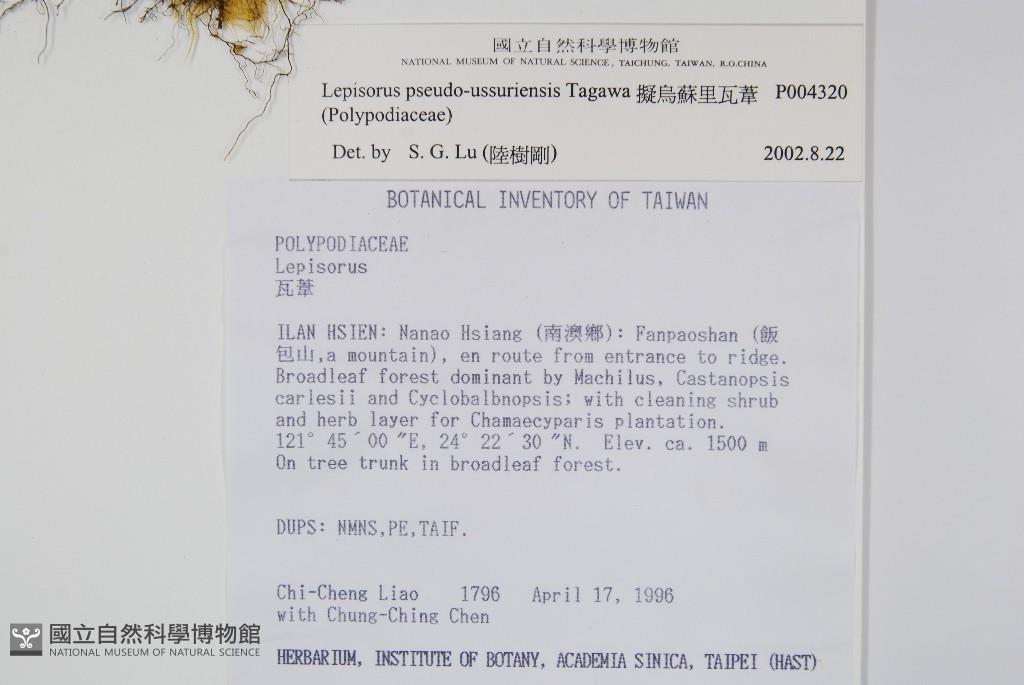 國立自然科學博物館
NATIONAL MUSEUM OF NATURAL SCIENCE, TAICHUNG, TAIWAN, R.O.CHINA
Lepisorus pseudo-ussuriensis Tagawa 擬烏蘇里瓦葦 P004320
(Polypodiaceae)
Det. by S. G. Lu (陸樹剛) 2002.8.22
BOTANICAL INVENTORY OF TAIWAN
POLYPODIACEAE
Lepisorus
瓦葦
ILAN HSIEN: Nanao Hsiang (南澳鄉): Fanpaoshan (飯
包山,a mountain), en route from entrance to ridge.
Broadleaf forest dominant by Machilus, Castanopsis
carlesii and Cyclobalbnopsis; with cleaning shrub
and herb layer for Chamaecyparis plantation.
121° 45´00 ″E, 24° 22´30 ″N. Elev. ca. 1500 m
On tree trunk in broadleaf forest.
DUPS: NMNS,PE,TAIF.
Chi-Cheng Liao 1796 April 17, 1996
with Chung-Ching Chen
HERBARIUM, INSTITUTE OF BOTANY, ACADEMIA SINICA, TAIPEI (HAST)
國立自然科學博物館
NATIONAL MUSEUM OF NATURAL SCIENCE